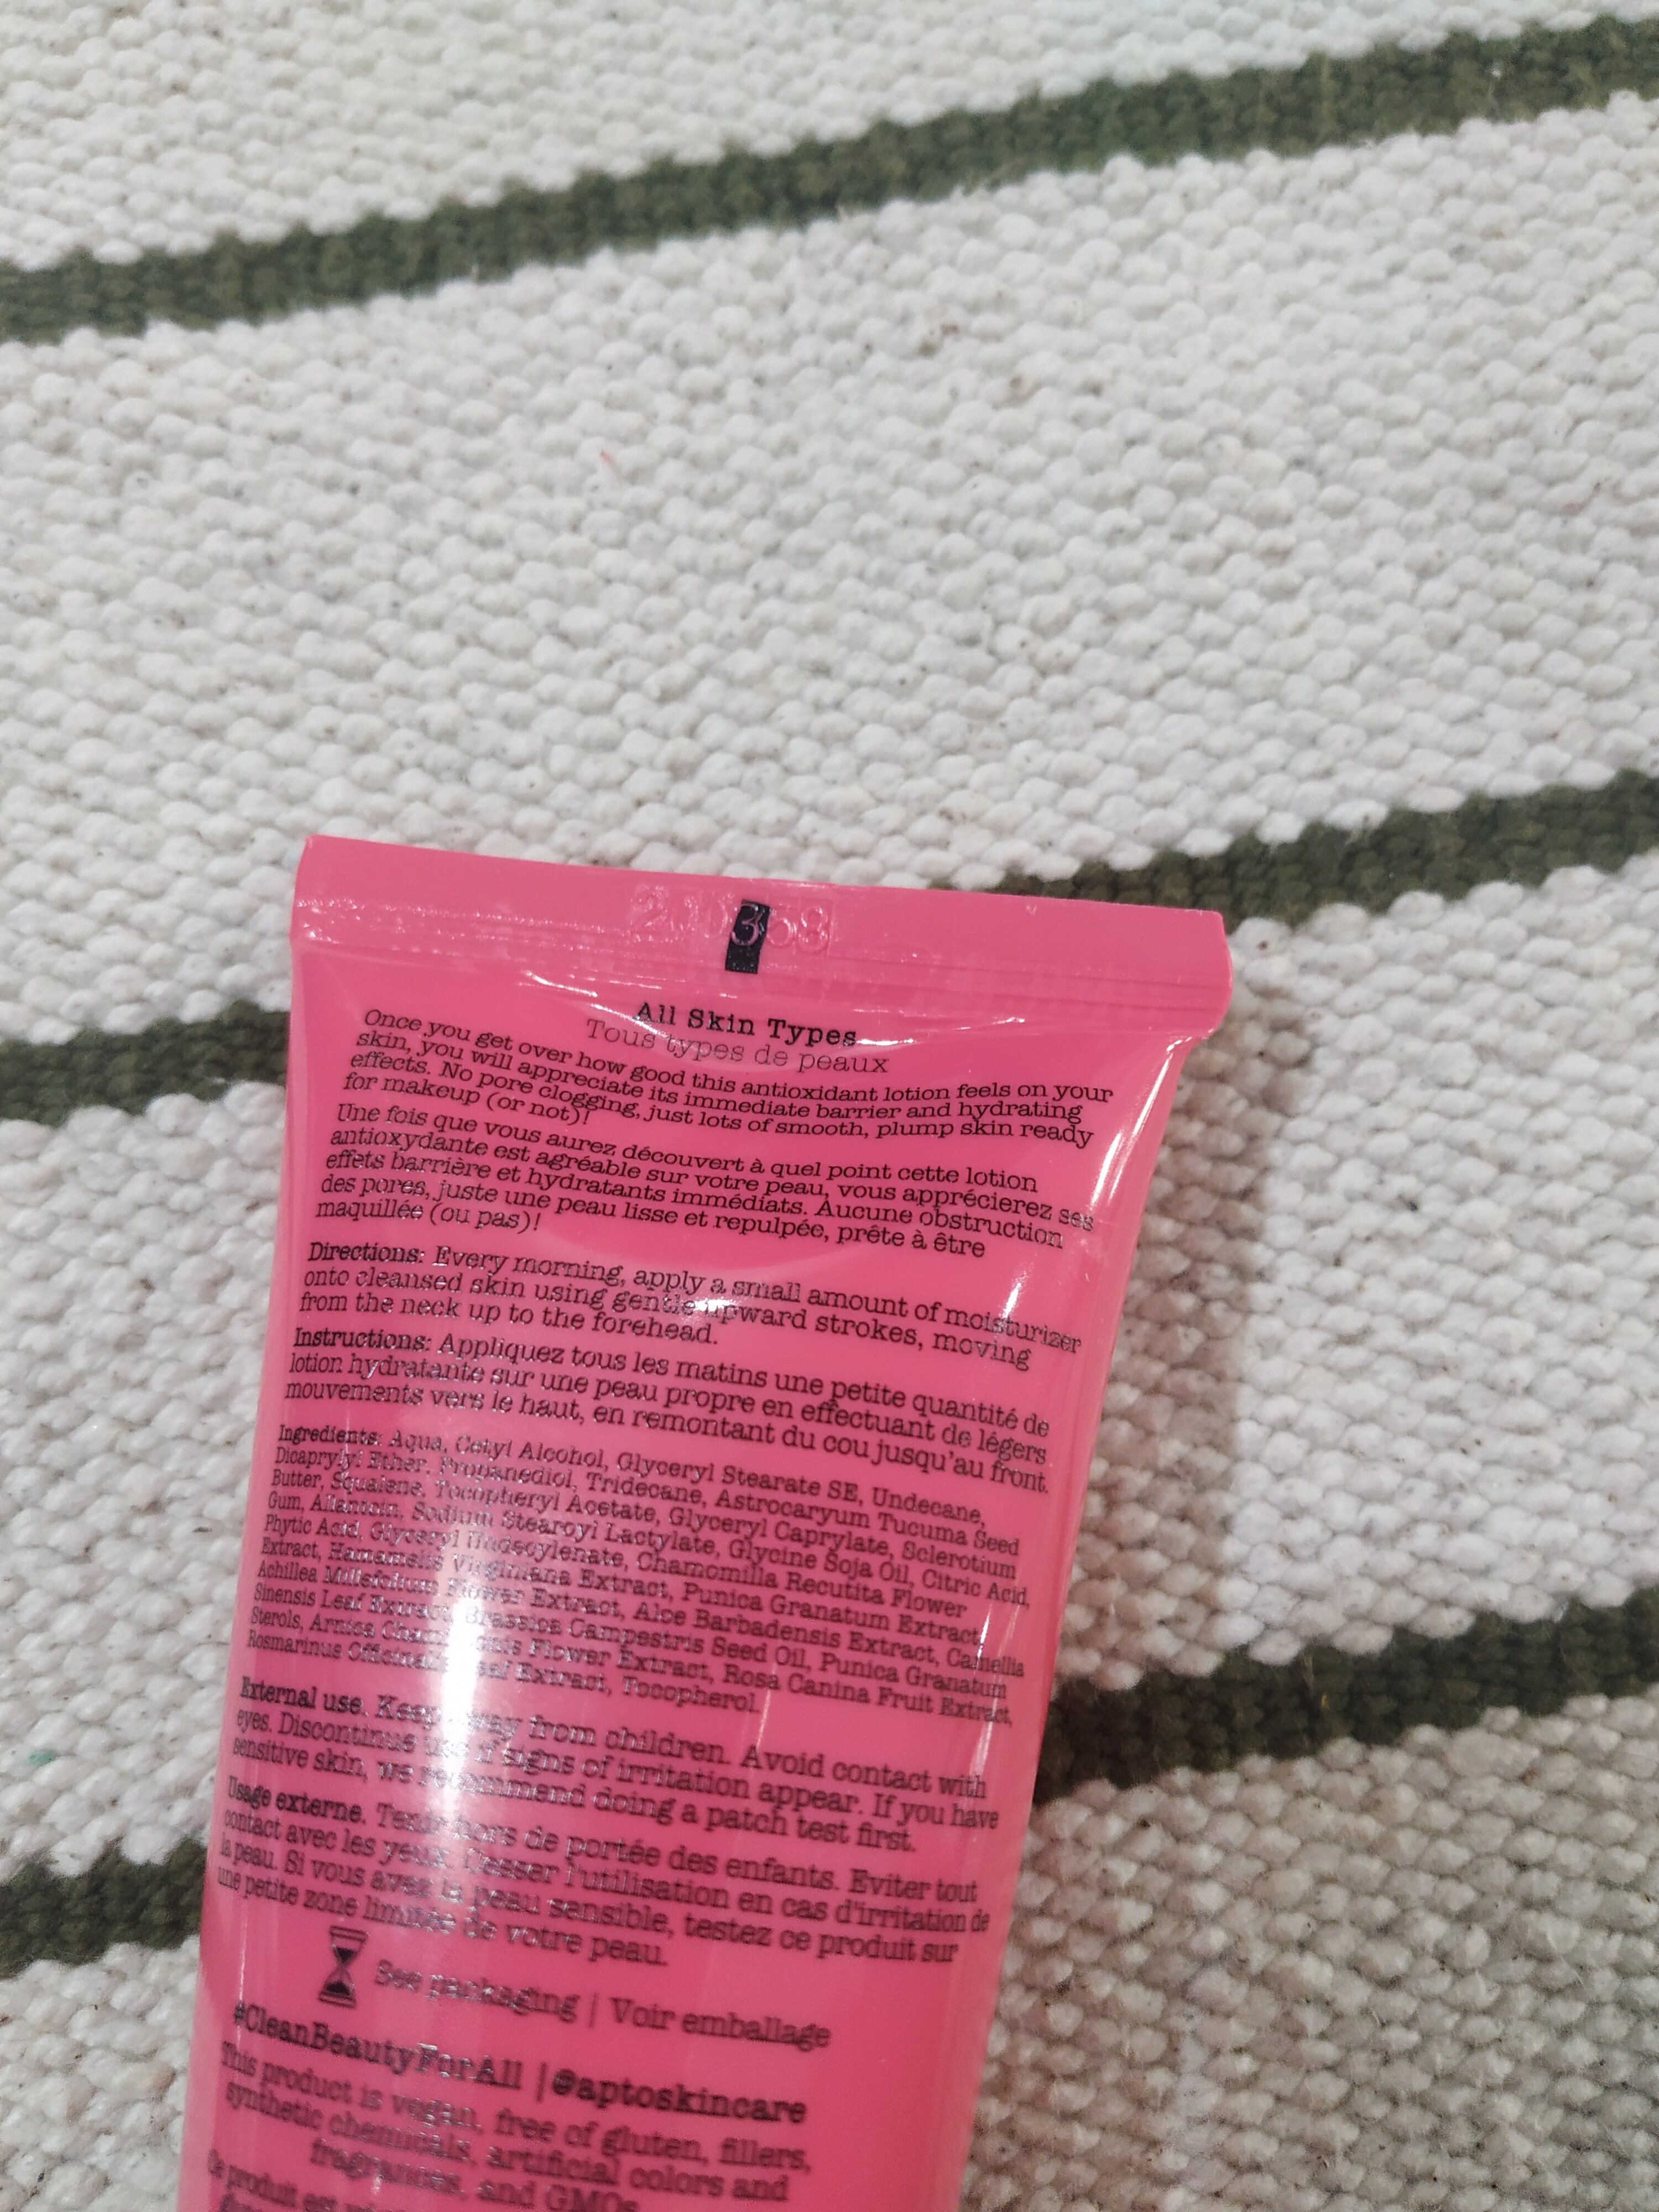 All Skin Types
Tous types de peaux
Once you get over how good this antioxidant lotion feels on your
skin, you will appreciate its immediate barrier and hydrating
effects. No pore clogging, just lots of smooth, plump skin ready
for makeup (or not)!
Une fois que vous aurez découvert à quel point cette lotion
antioxydante est agréable sur votre peau, vous apprécierez ses
effets barrière et hydratants immédiats. Aucune obstruction
des pores, juste une peau lisse et repulpée, prête à être
maquillée (ou pas)!
Directions: Every morning, apply a small amount of moisturizer
onto cleansed skin using gentle upward strokes, moving
from the neck up to the forehead.
Instructions: Appliquez tous les matins une petite quantité de
lotion hydratante sur une peau propre en effectuant de légers
mouvements vers le haut, en remontant du cou jusqu'au front.
Ingredients: Aqua, Cetyl Alcohol, Glyceryl Stearate SE, Undecane,
Dicaprylyl Ether, Propanediol, Tridecane, Astrocaryum Tucuma Seed
Butter, Squalene, Tocopheryl Acetate, Glyceryl Caprylate, Sclerotium
Gum, Allantoin, Sodium Stearoyl Lactylate, Glycine Soja Oil, Citric Acid,
Phytic Acid, Glyceryl Undecylenate, Chamomilla Recutita Flower
Extract, Hamamelis Virginiana Extract, Punica Granatum Extract,
Achillea Millefolium Flower Extract, Aloe Barbadensis Extract, Camellia
Sinensis Leaf Extract, Brassica Campestris Seed Oil, Punica Granatum
Sterols, Arnica Chamissonis Flower Extract, Rosa Canina Fruit Extract,
Rosmarinus Officinalis Leaf Extract, Tocopherol.
External use. Keep away from children. Avoid contact with
eyes. Discontinue use if signs of irritation appear. If you have
sensitive skin, we recommend doing a patch test first.
Usage externe. Tenir hors de portée des enfants. Eviter tout
contact avec les yeux. Cesser l'utilisation en cas d'irritation de
la peau. Si vous avez la peau sensible, testez ce produit sur
une petite zone limitée de votre peau.
See packaging | Voir emballage
#CleanBeautyForAll | @aptoskincare
This product is vegan, free of gluten, fillers,
synthetic chemicals, artificial colors and
fragrances, and GMOs.
Ce produit est